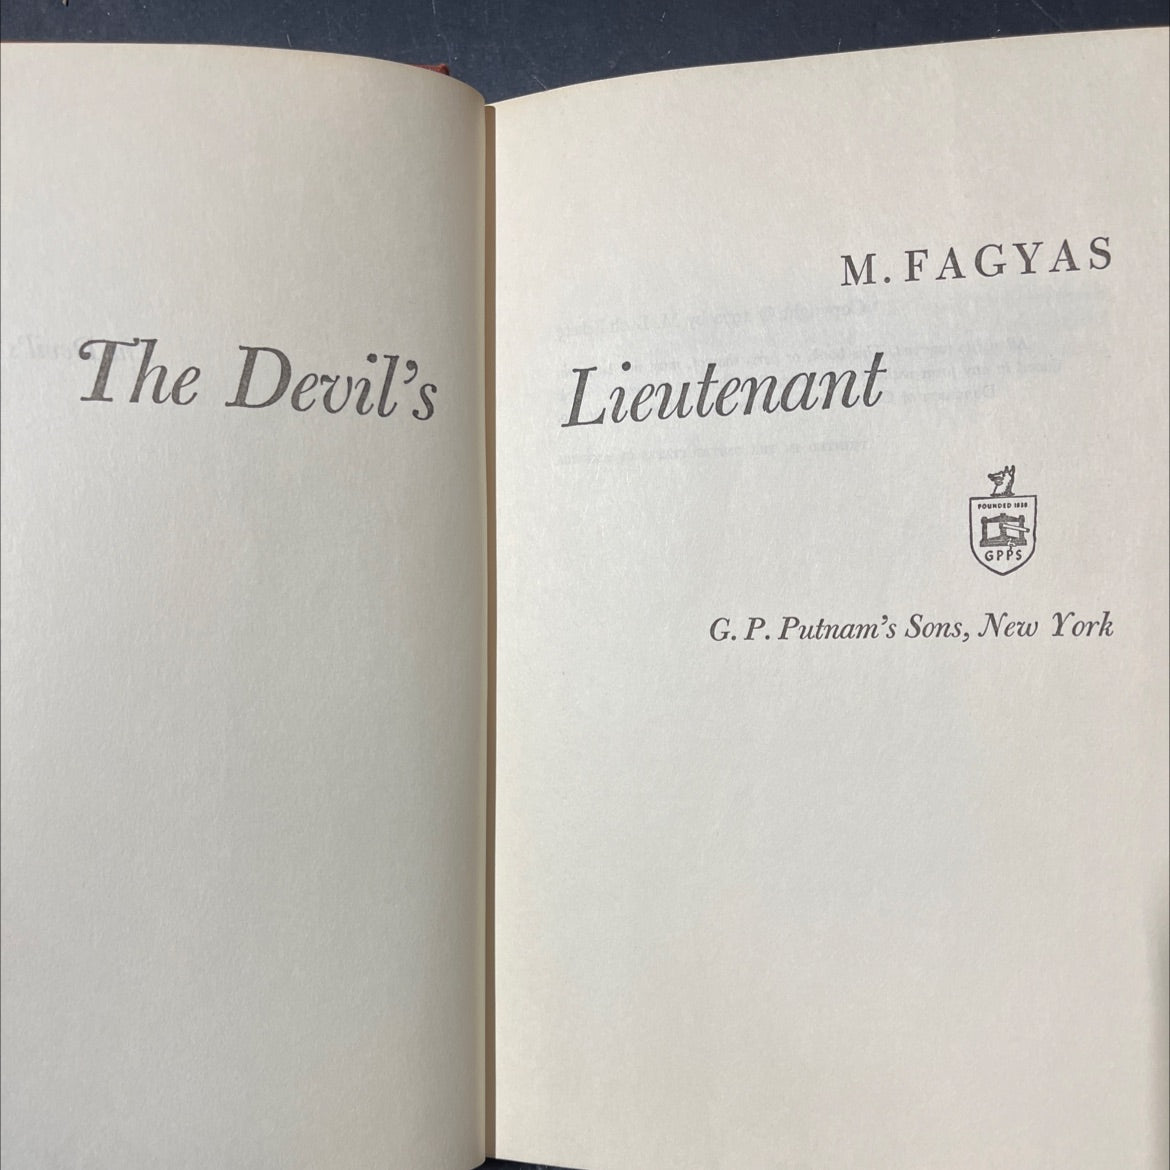 M. FAGYAS
The Devil's Lieutenant
FOUNDED 1838
GPPS
G. P. Putnam's Sons, New York